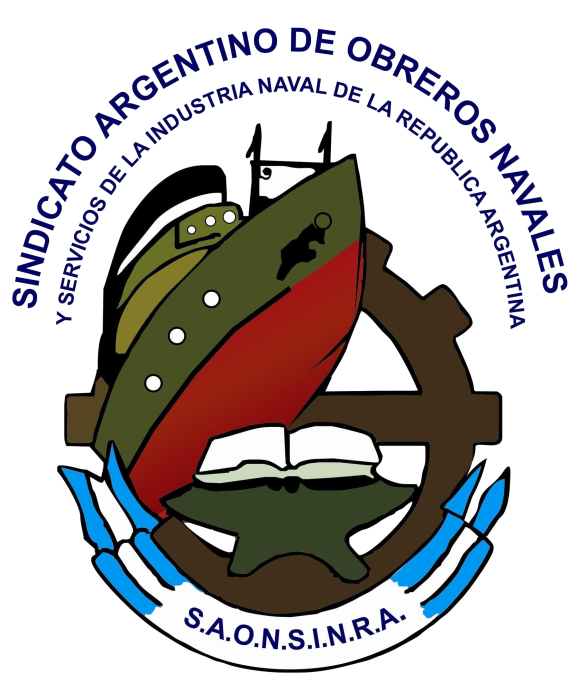 SINDICATO ARGENTINO DE OBREROS NAVALES
Y SERVICIOS DE LA INDUSTRIA NAVAL DE LA REPUBLICA ARGENTINA
S.A.O.N.S.I.N.R.A.